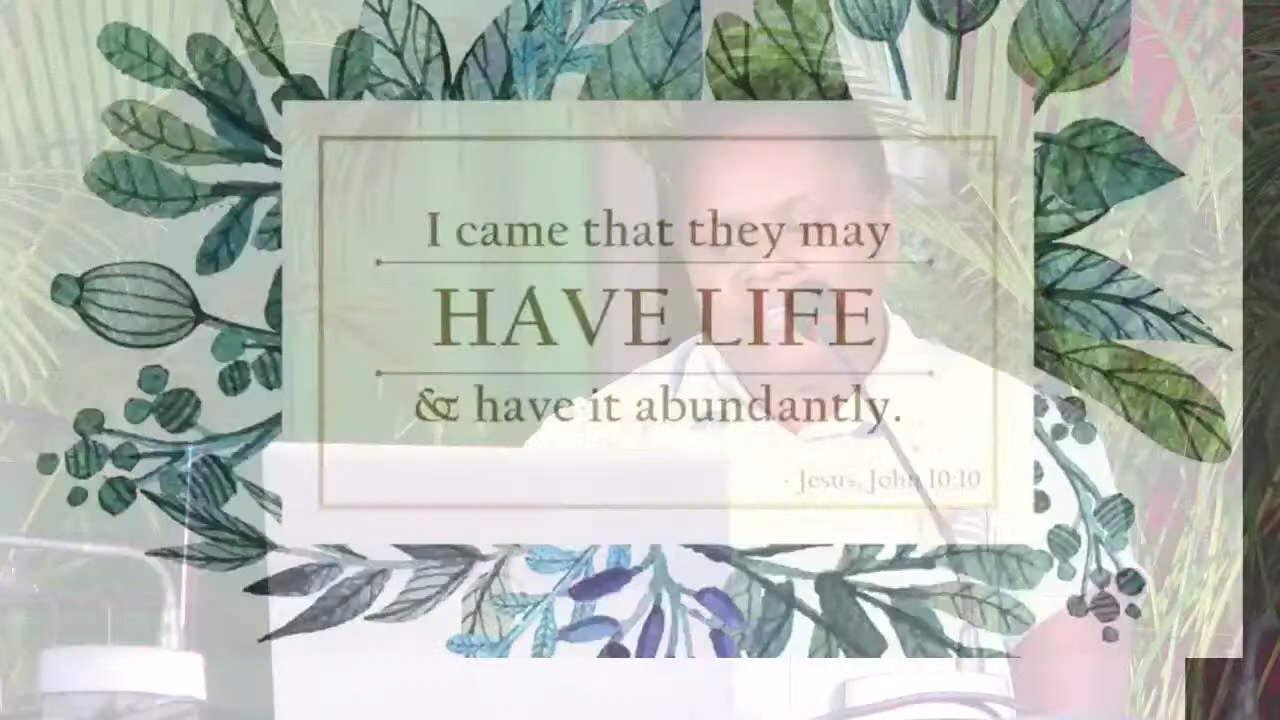 I came that they may
HAVE LIFE
& have it abundantly.
- Jesus, John 10:10